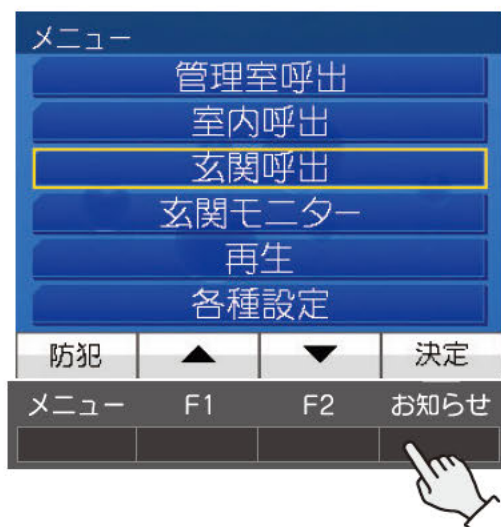 メニュー
管理室呼出
室内呼出
玄関呼出
玄関モニター
再生
各種設定
防犯 ▲ ▼ 決定
メニュー F1 F2 お知らせ